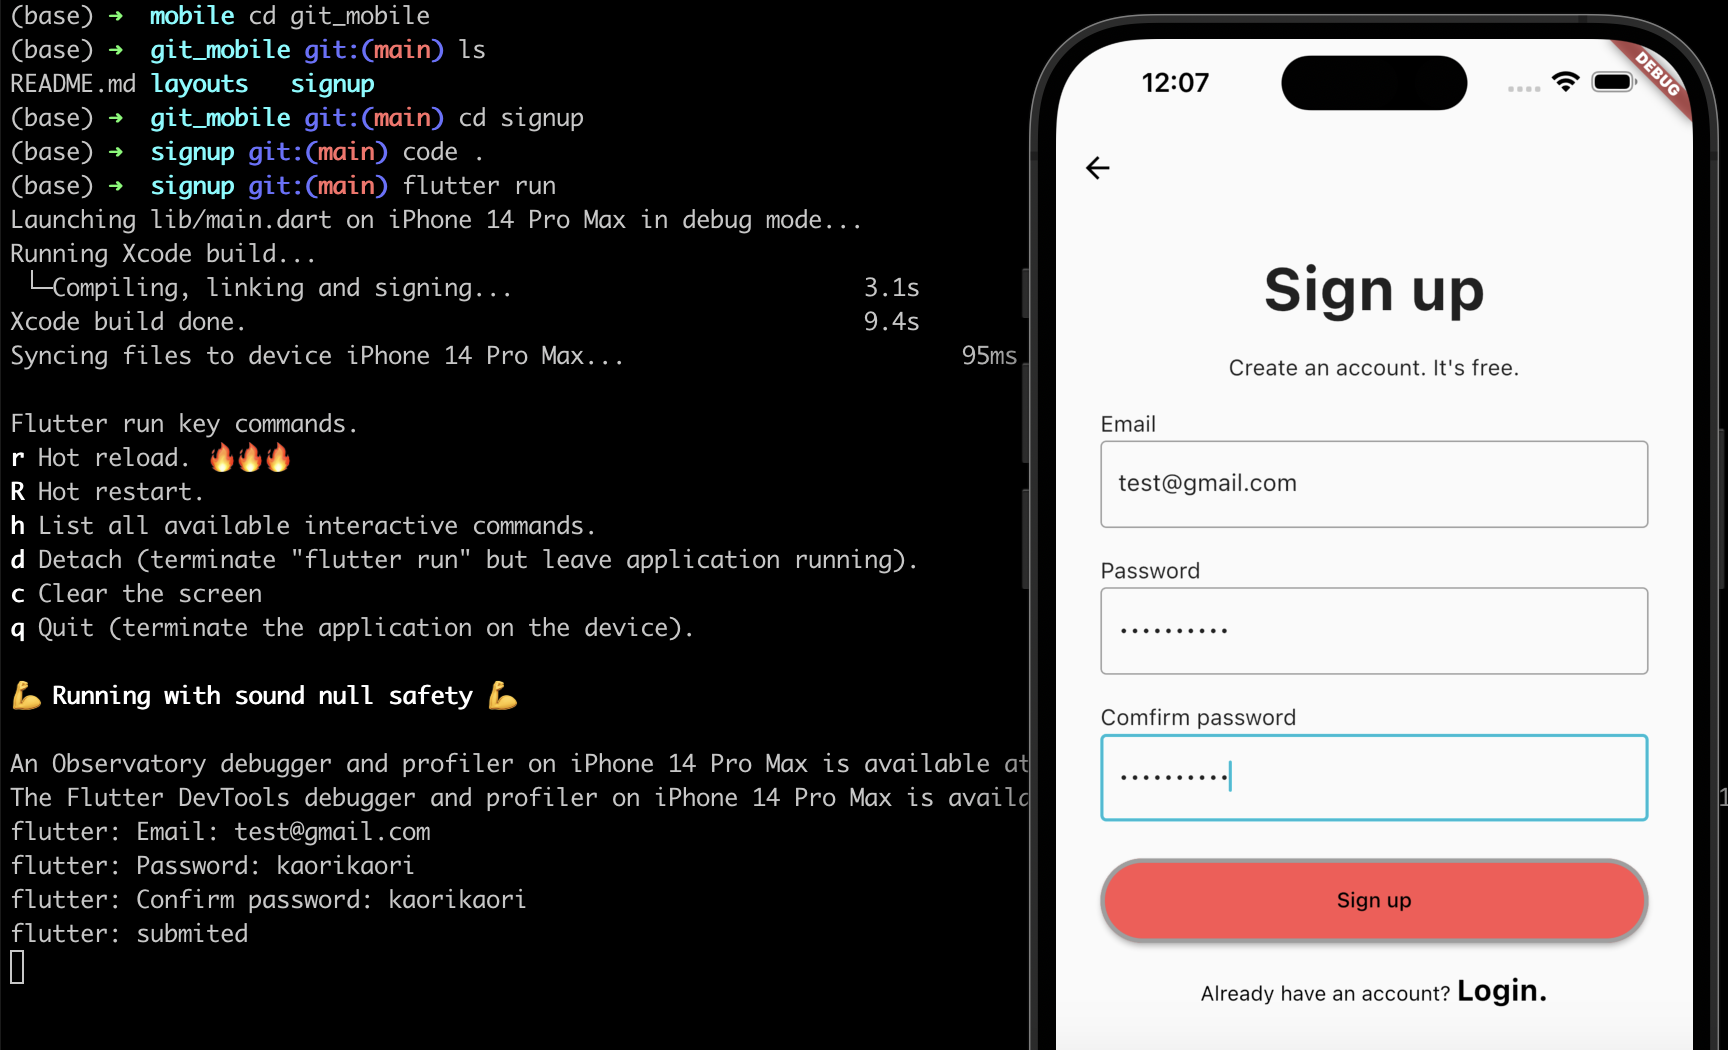 (base) ➜  mobile cd git_mobile
(base) ➜  git_mobile git:(main) ls
README.md layouts   signup
(base) ➜  git_mobile git:(main) cd signup
(base) ➜  signup git:(main) code .
(base) ➜  signup git:(main) flutter run
Launching lib/main.dart on iPhone 14 Pro Max in debug mode...
Running Xcode build...
└─Compiling, linking and signing... 3.1s
Xcode build done. 9.4s
Syncing files to device iPhone 14 Pro Max... 95ms
Flutter run key commands.
r Hot reload. 🔥🔥🔥
R Hot restart.
h List all available interactive commands.
d Detach (terminate "flutter run" but leave application running).
c Clear the screen
q Quit (terminate the application on the device).
💪 Running with sound null safety 💪
An Observatory debugger and profiler on iPhone 14 Pro Max is available at
The Flutter DevTools debugger and profiler on iPhone 14 Pro Max is availa
flutter: Email: test@gmail.com
flutter: Password: kaorikaori
flutter: Confirm password: kaorikaori
flutter: submited
12:07
DEBUG
Sign up
Create an account. It's free.
Email
test@gmail.com
Password
••••••••••
Comfirm password
••••••••••
Sign up
Already have an account? Login.